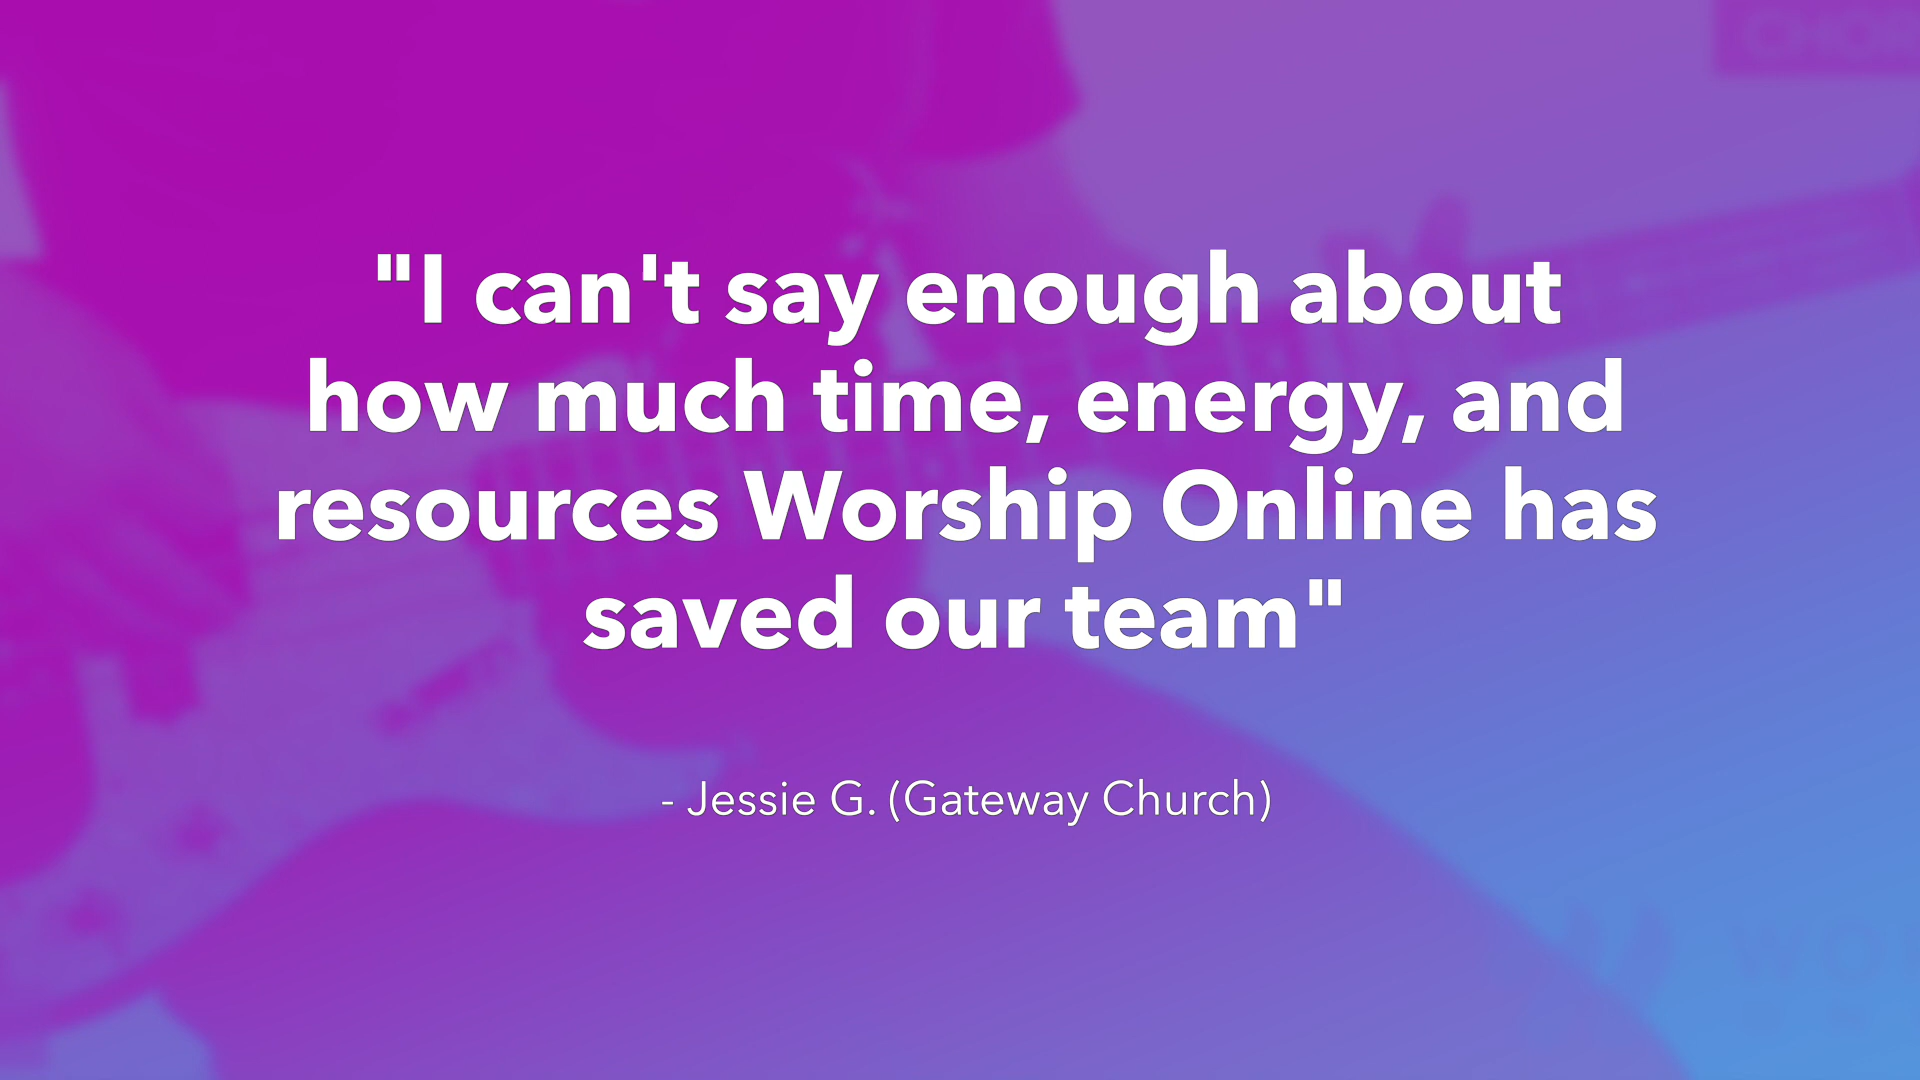 "I can't say enough about
how much time, energy, and
resources Worship Online has
saved our team"
- Jessie G. (Gateway Church)